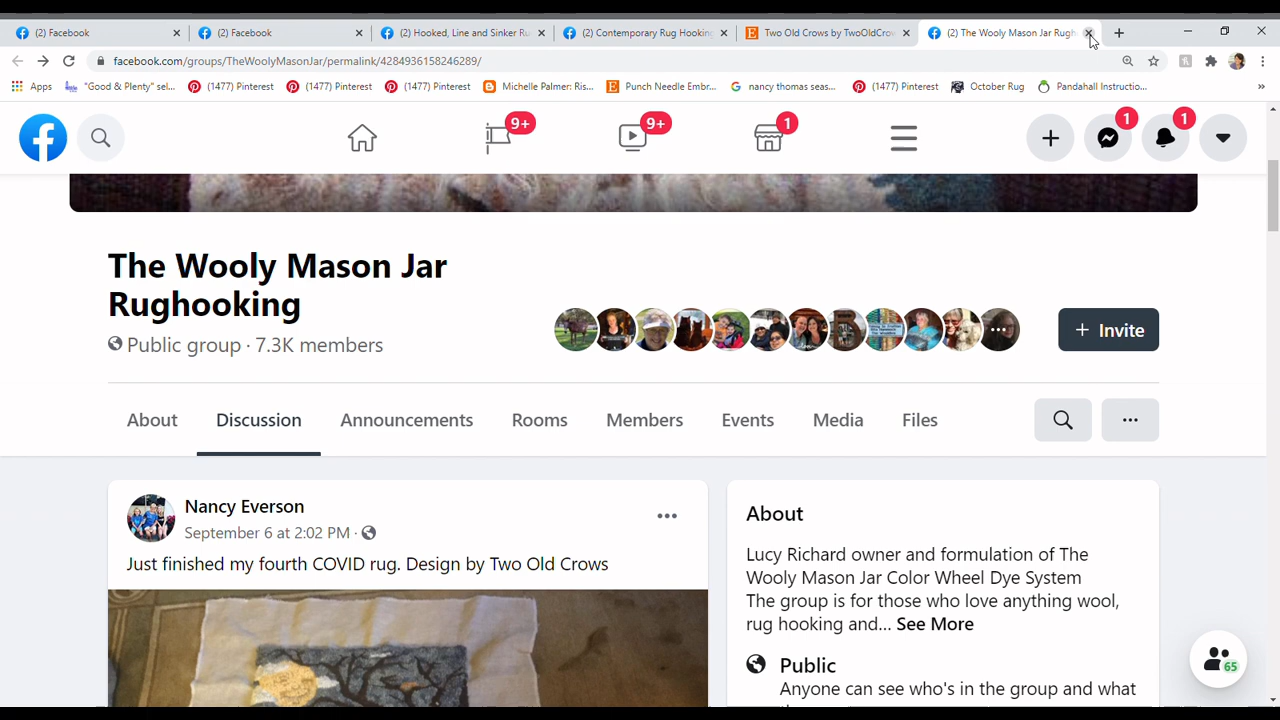 (2) Facebook
(2) Facebook
(2) Hooked, Line and Sinker Ru
(2) Contemporary Rug Hookin
Two Old Crows by TwoOldCrow
(2) The Wooly Mason Jar Rugh
facebook.com/groups/TheWoolyMasonJar/permalink/4284936158246289/
Apps
"Good & Plenty" sel...
(1477) Pinterest
(1477) Pinterest
(1477) Pinterest
Michelle Palmer: Ris...
Punch Needle Embr...
nancy thomas seas...
(1477) Pinterest
October Rug
Pandahall Instructio...
9+
9+
1
1
1
The Wooly Mason Jar
Rughooking
Public group · 7.3K members
+ Invite
About
Discussion
Announcements
Rooms
Members
Events
Media
Files
Nancy Everson
September 6 at 2:02 PM ·
Just finished my fourth COVID rug. Design by Two Old Crows
About
Lucy Richard owner and formulation of The
Wooly Mason Jar Color Wheel Dye System
The group is for those who love anything wool,
rug hooking and... See More
Public
Anyone can see who's in the group and what
65